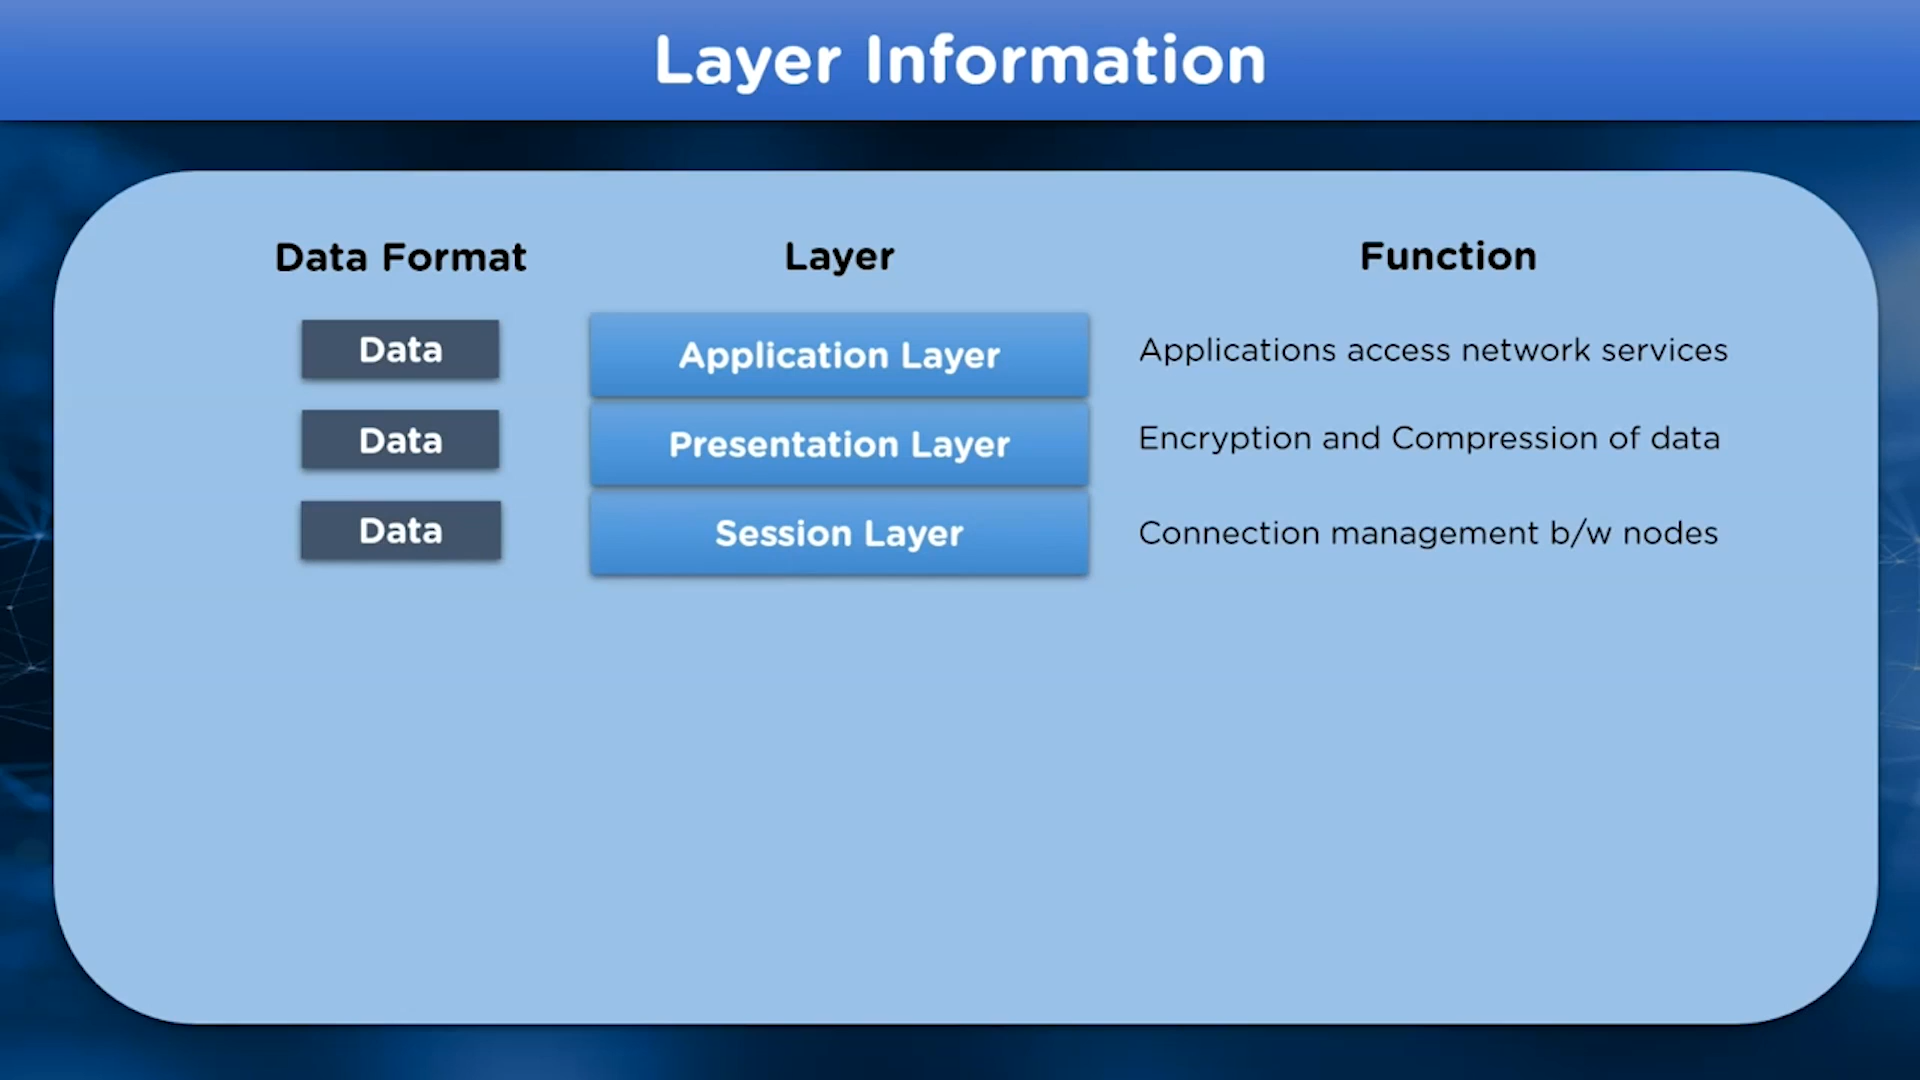 Layer Information
Data Format Layer Function
Data Application Layer Applications access network services
Data Presentation Layer Encryption and Compression of data
Data Session Layer Connection management b/w nodes